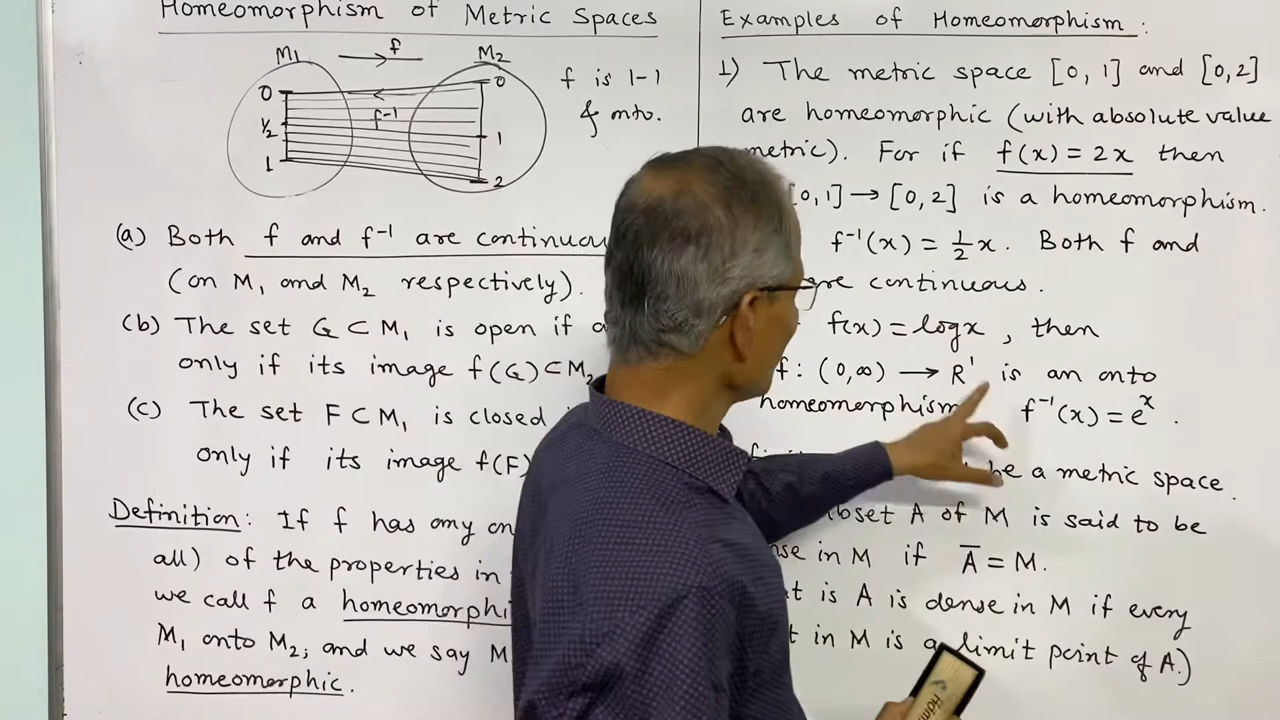 Homeomorphism of Metric Spaces
M₁ f M₂
0 0
½ f⁻¹ 1
1 2
f is 1-1
& onto.
(a) Both f and f⁻¹ are
(on M₁ and M₂ respectively).
(b) The set G ⊂ M₁ is open if
only if its image f(G) ⊂ M₂
(c) The set F ⊂ M₁ is closed
only if its image f(F)
Definition: If f has any
all) of the properties in
we call f a
M₁ onto M₂, and we say M
homeomorphic.
Examples of Homeomorphism:
1) The metric space [0, 1] and [0, 2]
are homeomorphic (with absolute value
metric). For if f(x) = 2x then
[0, 1] → [0, 2] is a homeomorphism.
f⁻¹(x) = ½ x. Both f and
are continuous.
f(x) = log x, then
f: (0, ∞) → R' is an onto
homeomorphism f⁻¹(x) = eˣ.
be a metric space.
A of M is said to be
in M if A̅ = M.
is A is dense in M if every
in M is a limit point of A.)